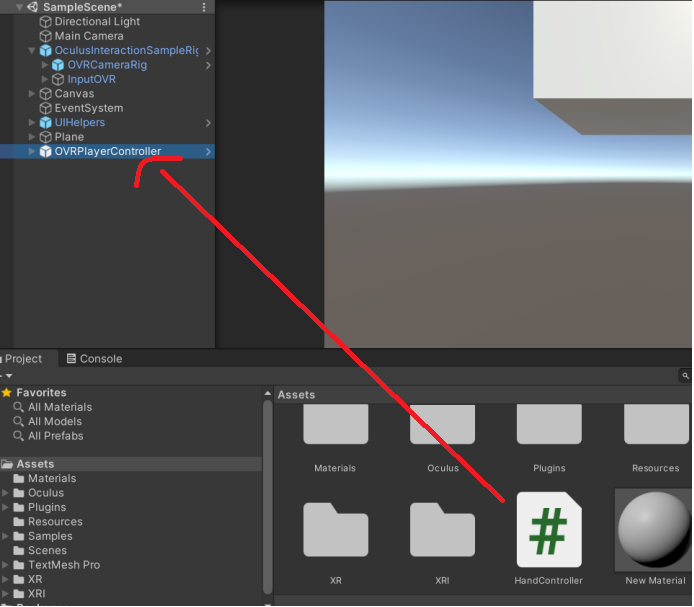 SampleScene*
Directional Light
Main Camera
OculusInteractionSampleRig
OVRCameraRig
InputOVR
Canvas
EventSystem
UIHelpers
Plane
OVRPlayerController
Project
Console
Favorites
All Materials
All Models
All Prefabs
Assets
Materials
Oculus
Plugins
Resources
Samples
Scenes
TextMesh Pro
XR
XRI
Assets
Materials Oculus Plugins Resources
XR XRI HandController New Material
#